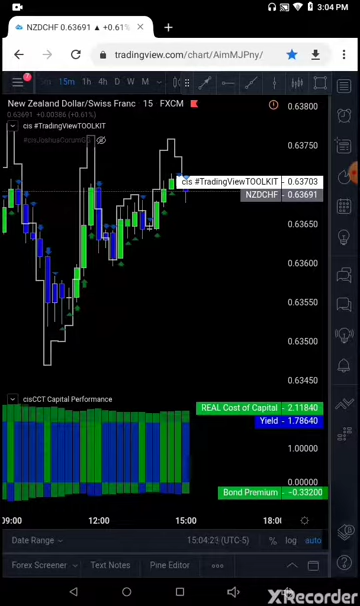 3:04 PM
NZDCHF 0.63691 ▲ +0.61%
tradingview.com/chart/AimMJPny/
7
15m 1h 4h D W M
New Zealand Dollar/Swiss Franc 15 FXCM
0.63691 +0.00386 (+0.61%)
cis #TradingViewTOOLKIT
0.63800
0.63750
cis #TradingViewTOOLKIT - 0.63703
NZDCHF - 0.63691
0.63650
0.63600
0.63550
0.63500
0.63450
cisCCT Capital Performance
REAL Cost of Capital - 2.11840
Yield - 1.78640
1.00000
0.00000
Bond Premium - −0.33200
09:00 12:00 15:00 18:00
Date Range 15:04:25 (UTC-5) % log auto
Forex Screener Text Notes Pine Editor
XRecorder